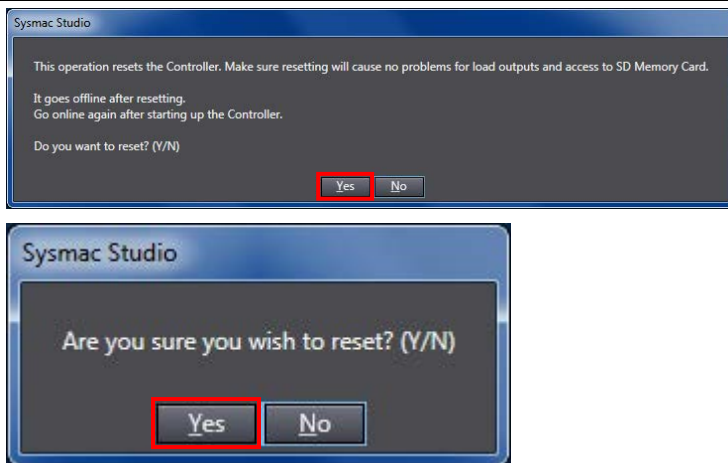 Sysmac Studio
This operation resets the Controller. Make sure resetting will cause no problems for load outputs and access to SD Memory Card.
It goes offline after resetting.
Go online again after starting up the Controller.
Do you want to reset? (Y/N)
Yes No
Sysmac Studio
Are you sure you wish to reset? (Y/N)
Yes No